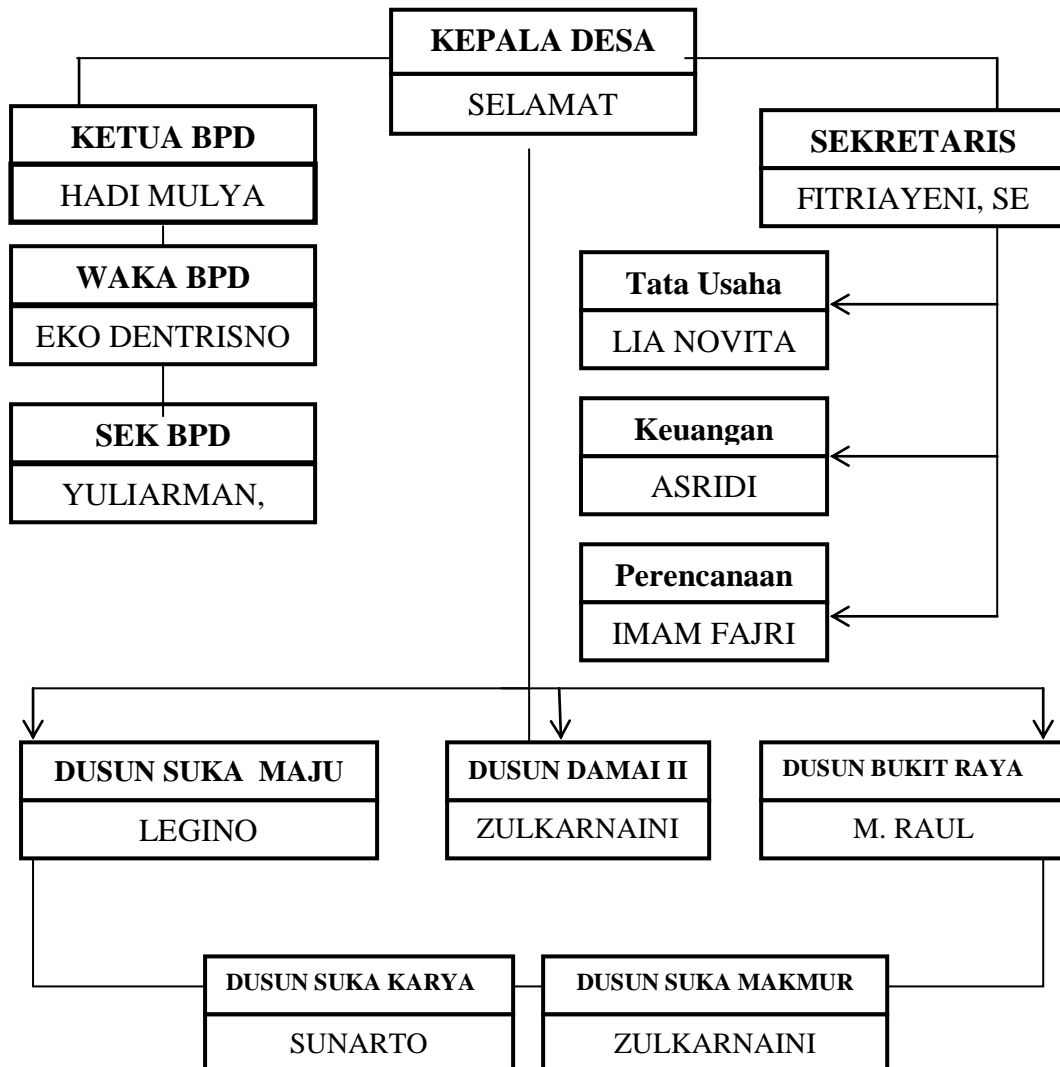 KEPALA DESA
SELAMAT
KETUA BPD
HADI MULYA
SEKRETARIS
FITRIAYENI, SE
WAKA BPD
EKO DENTRISNO
Tata Usaha
LIA NOVITA
SEK BPD
YULIARMAN,
Keuangan
ASRIDI
Perencanaan
IMAM FAJRI
DUSUN SUKA MAJU
LEGINO
DUSUN DAMAI II
ZULKARNAINI
DUSUN BUKIT RAYA
M. RAUL
DUSUN SUKA KARYA
SUNARTO
DUSUN SUKA MAKMUR
ZULKARNAINI